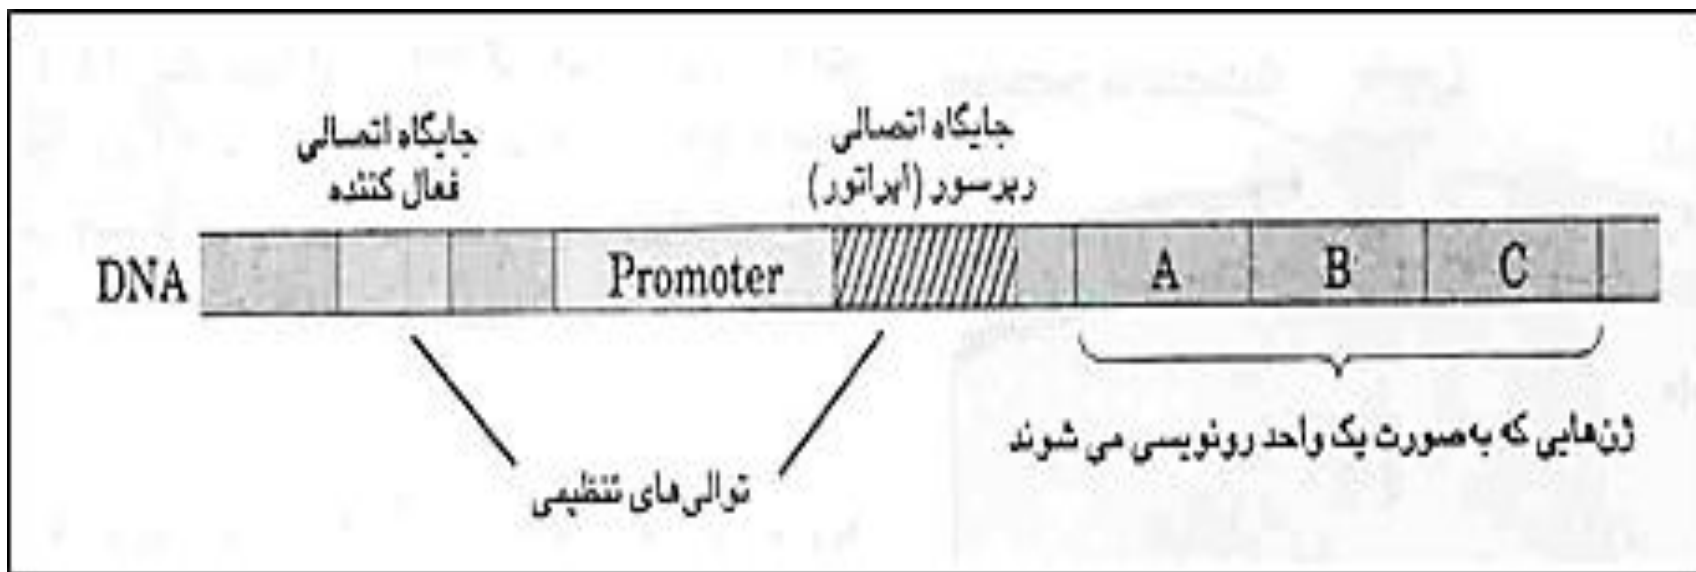 جایگاه اتصالی
فعال کننده
جایگاه اتصالی
رپرسور (اپراتور)
DNA
Promoter
A
B
C
ژن‌هایی که به‌صورت یک واحد رونویسی می شوند
توالی‌های تنظیمی